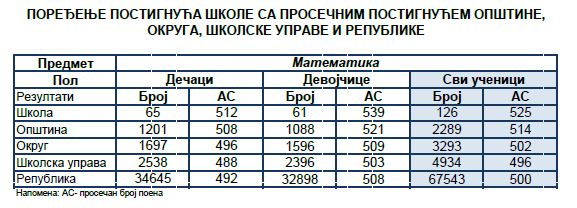 ПОРЕЂЕЊЕ ПОСТИГНУЋА ШКОЛЕ СА ПРОСЕЧНИМ ПОСТИГНУЋЕМ ОПШТИНЕ,
ОКРУГА, ШКОЛСКЕ УПРАВЕ И РЕПУБЛИКЕ
Предмет Математика
Пол Дечаци Девојчице Сви ученици
Резултати Број АС Број АС Број АС
Школа 65 512 61 539 126 525
Општина 1201 508 1088 521 2289 514
Округ 1697 496 1596 509 3293 502
Школска управа 2538 488 2396 503 4934 496
Република 34645 492 32898 508 67543 500
Напомена: АС- просечан број поена